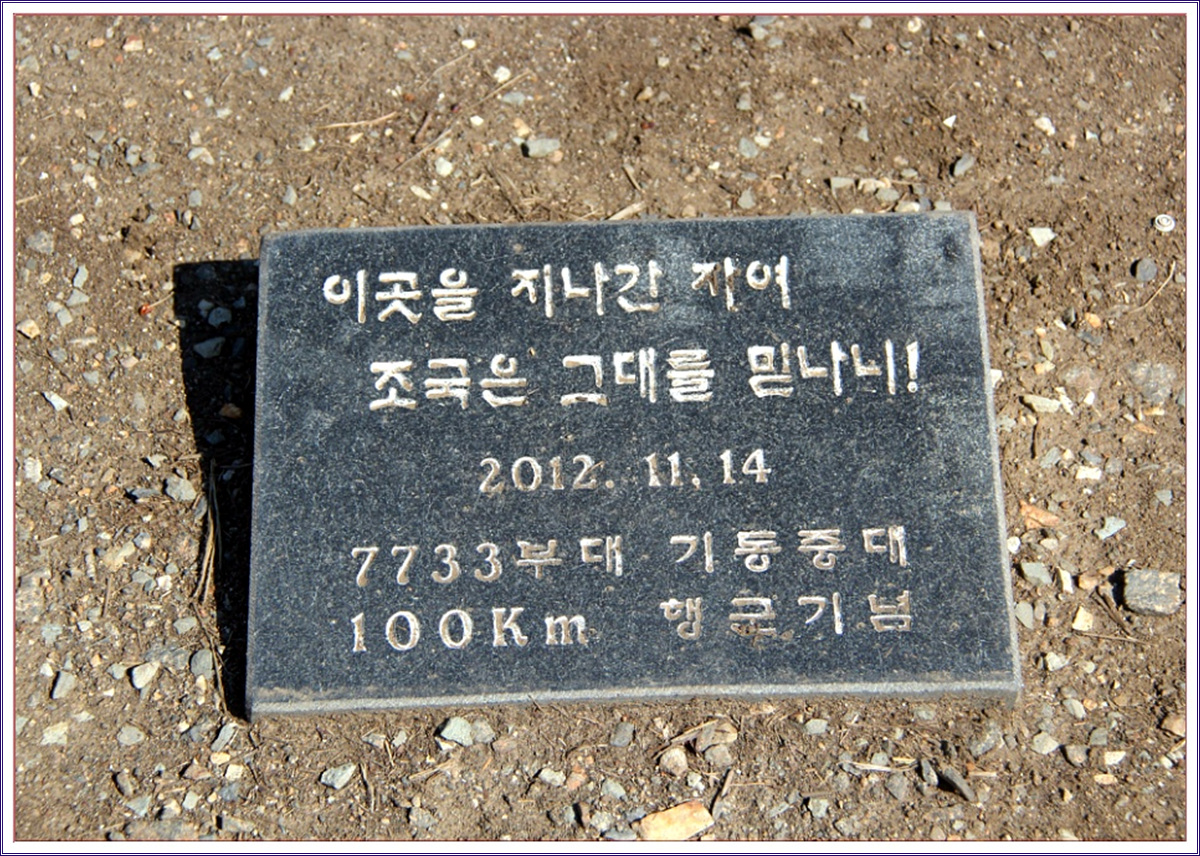 이곳을 지나간 자여
조국은 그대를 믿나니!
2012. 11. 14
7733부대 기동중대
100Km 행군기념